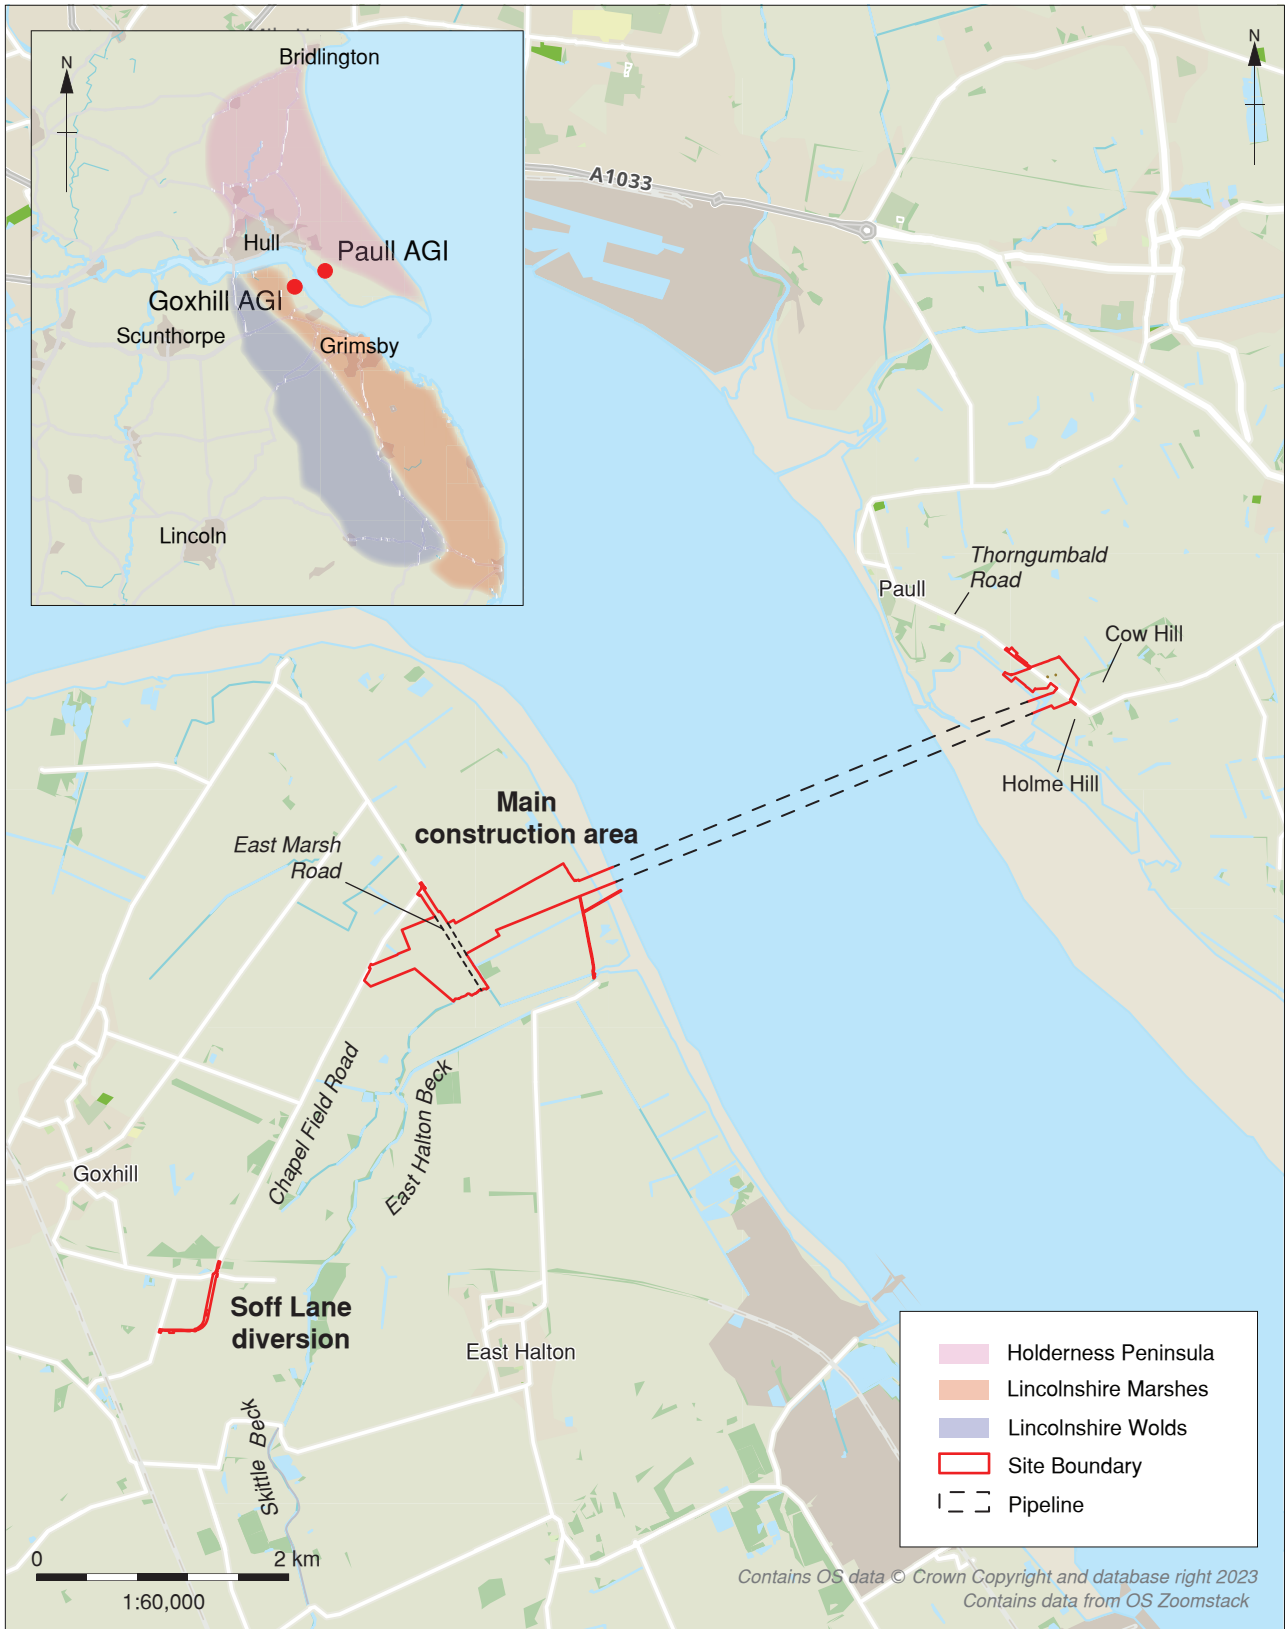 N
Bridlington
Hull
Paull AGI
Goxhill AGI
Scunthorpe
Grimsby
Lincoln
N
A1033
Thorngumbald
Road
Paull
Cow Hill
Holme Hill
Main
construction area
East Marsh
Road
Chapel Field Road
East Halton Beck
Goxhill
Soff Lane
diversion
East Halton
Skittle Beck
Holderness Peninsula
Lincolnshire Marshes
Lincolnshire Wolds
Site Boundary
Pipeline
0 2 km
1:60,000
Contains OS data © Crown Copyright and database right 2023
Contains data from OS Zoomstack